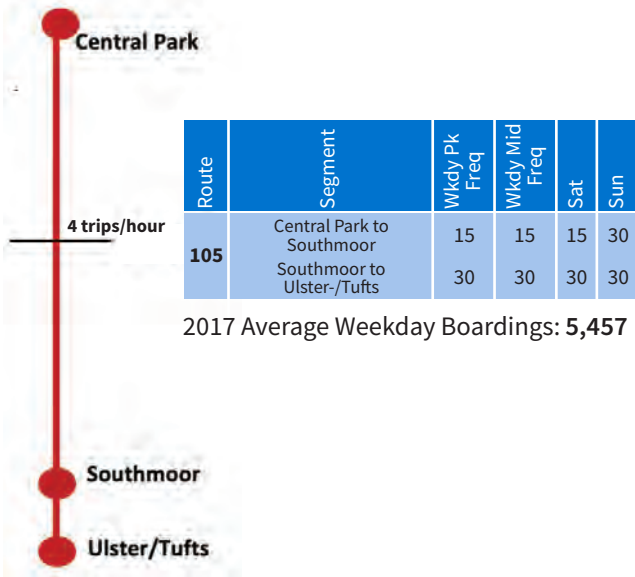 Central Park
4 trips/hour
Southmoor
Ulster/Tufts
Route
Segment
Wkdy Pk
Freq
Wkdy Mid
Freq
Sat
Sun
105
Central Park to
Southmoor
15 15 15 30
Southmoor to
Ulster-/Tufts
30 30 30 30
2017 Average Weekday Boardings: 5,457